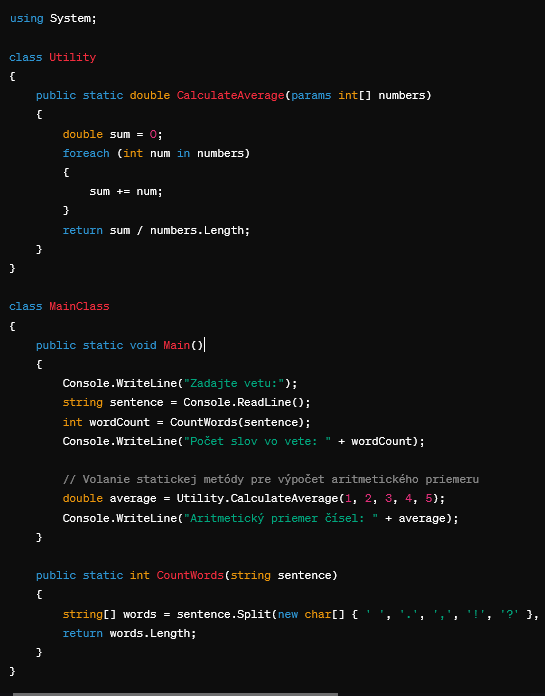 using System;
class Utility
{
public static double CalculateAverage(params int[] numbers)
{
double sum = 0;
foreach (int num in numbers)
{
sum += num;
}
return sum / numbers.Length;
}
}
class MainClass
{
public static void Main()
{
Console.WriteLine("Zadajte vetu:");
string sentence = Console.ReadLine();
int wordCount = CountWords(sentence);
Console.WriteLine("Počet slov vo vete: " + wordCount);
// Volanie statickej metódy pre výpočet aritmetického priemeru
double average = Utility.CalculateAverage(1, 2, 3, 4, 5);
Console.WriteLine("Aritmetický priemer čísel: " + average);
}
public static int CountWords(string sentence)
{
string[] words = sentence.Split(new char[] { ' ', '.', ',', '!', '?' },
return words.Length;
}
}